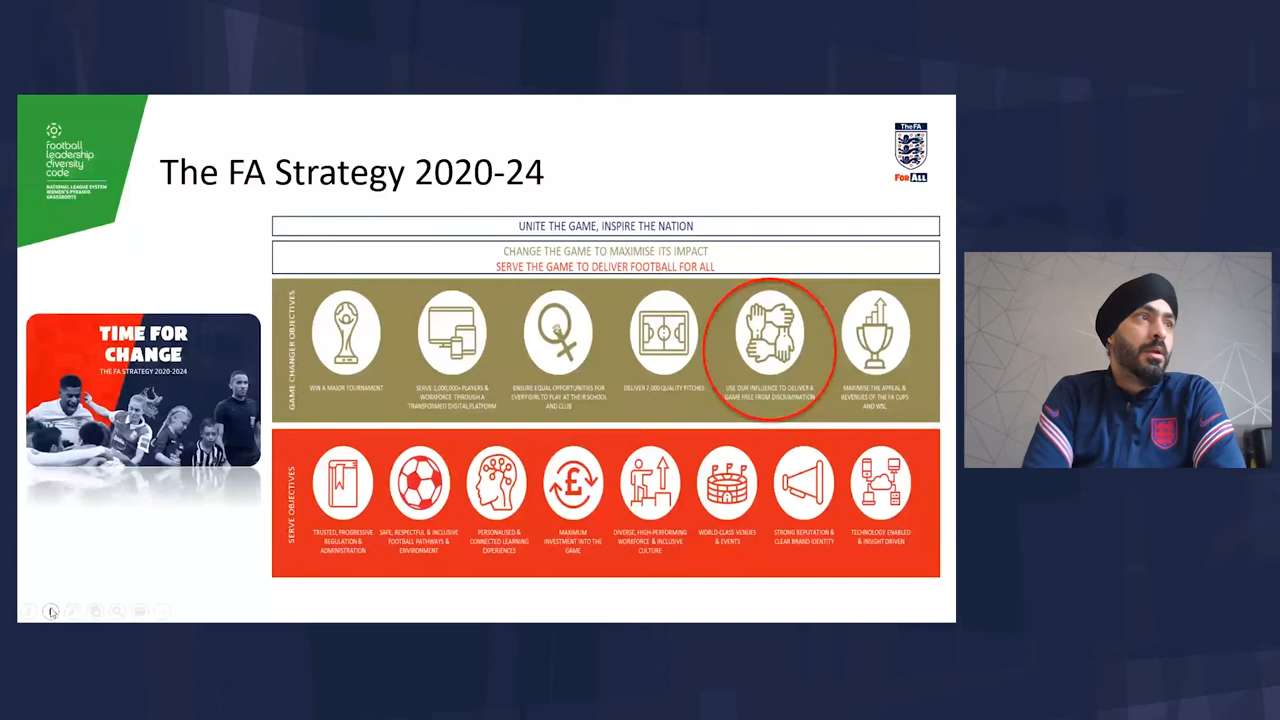 football
leadership
diversity
code
NATIONAL LEAGUE SYSTEM
WOMEN'S PYRAMID
GRASSROOTS
The FA Strategy 2020-24
The FA
FOR ALL
UNITE THE GAME, INSPIRE THE NATION
CHANGE THE GAME TO MAXIMISE ITS IMPACT
SERVE THE GAME TO DELIVER FOOTBALL FOR ALL
TIME FOR
CHANGE
THE FA STRATEGY 2020-2024
GAME CHANGER OBJECTIVES
WIN A MAJOR TOURNAMENT
SERVE 2,000,000+ PLAYERS &
WORKFORCE THROUGH A
TRANSFORMED DIGITAL PLATFORM
ENSURE EQUAL OPPORTUNITIES FOR
EVERY GIRL TO PLAY AT THEIR SCHOOL
AND CLUB
DELIVER 7,000 QUALITY PITCHES
USE OUR INFLUENCE TO DELIVER A
GAME FREE FROM DISCRIMINATION
MAXIMISE THE APPEAL &
REVENUES OF THE FA CUPS
AND WSL
SERVE OBJECTIVES
TRUSTED, PROGRESSIVE
REGULATION &
ADMINISTRATION
SAFE, RESPECTFUL & INCLUSIVE
FOOTBALL PATHWAYS &
ENVIRONMENT
PERSONALISED &
CONNECTED LEARNING
EXPERIENCES
£
MAXIMUM
INVESTMENT INTO THE
GAME
DIVERSE, HIGH-PERFORMING
WORKFORCE & INCLUSIVE
CULTURE
WORLD-CLASS VENUES
& EVENTS
STRONG REPUTATION &
CLEAR BRAND IDENTITY
TECHNOLOGY ENABLED
& INSIGHT DRIVEN